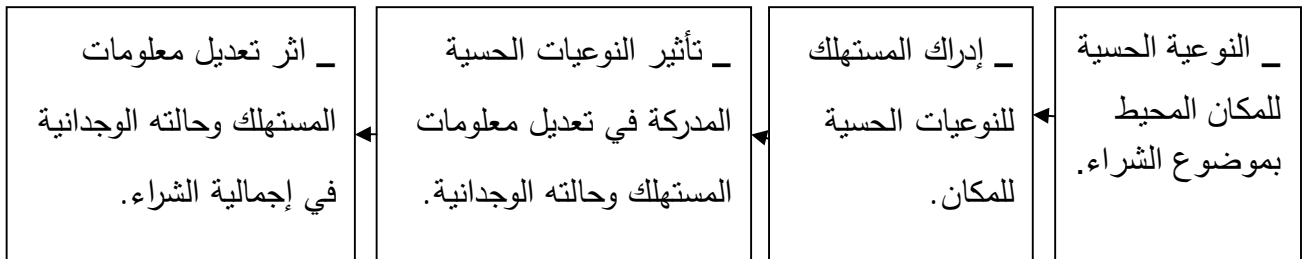 _ النوعية الحسية
للمكان المحيط
بموضوع الشراء.
_ إدراك المستهلك
للنوعيات الحسية
للمكان.
_ تأثير النوعيات الحسية
المدركة في تعديل معلومات
المستهلك وحالته الوجدانية.
_ اثر تعديل معلومات
المستهلك وحالته الوجدانية
في إجمالية الشراء.